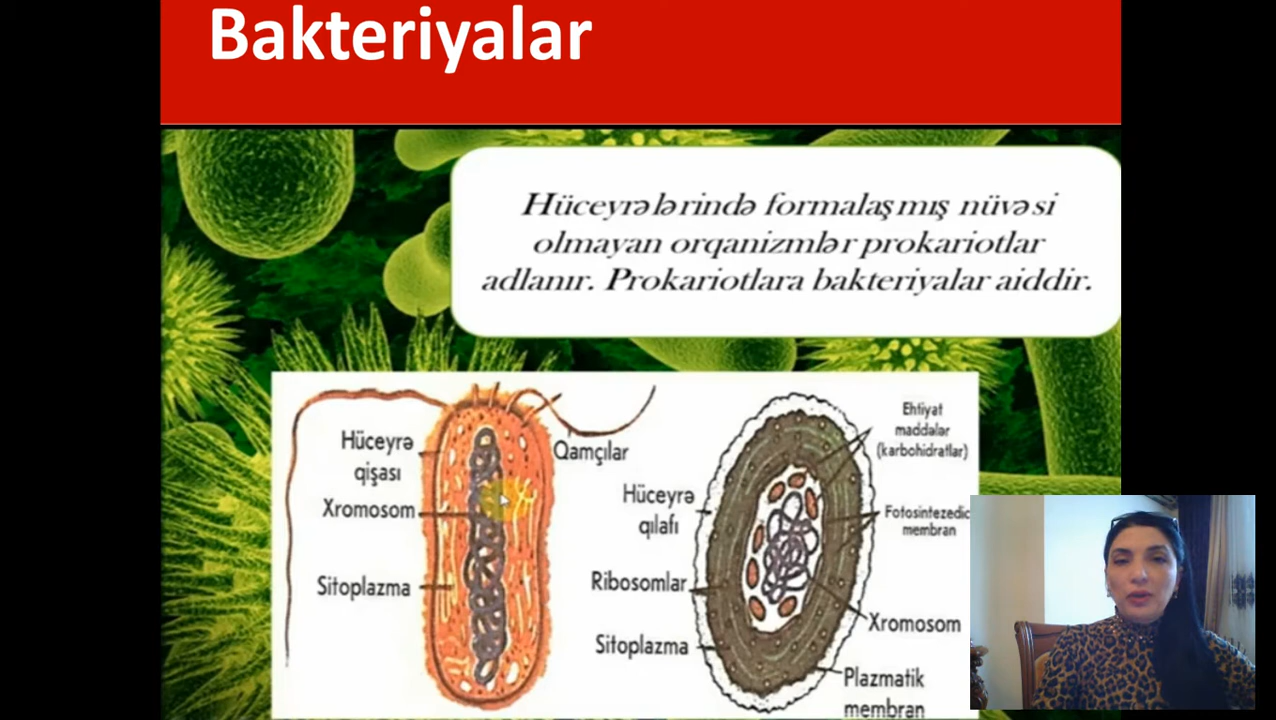 Bakteriyalar
Hüceyrələrində formalaşmış nüvəsi
olmayan orqanizmlər prokariotlar
adlanır. Prokariotlara bakteriyalar aiddir.
Hüceyrə
qişası
Xromosom
Sitoplazma
Qamçılar
Hüceyrə
qılafı
Ribosomlar
Sitoplazma
Ehtiyat
maddələr
(karbohidratlar)
Fotosintezedic
membran
Xromosom
Plazmatik
membran